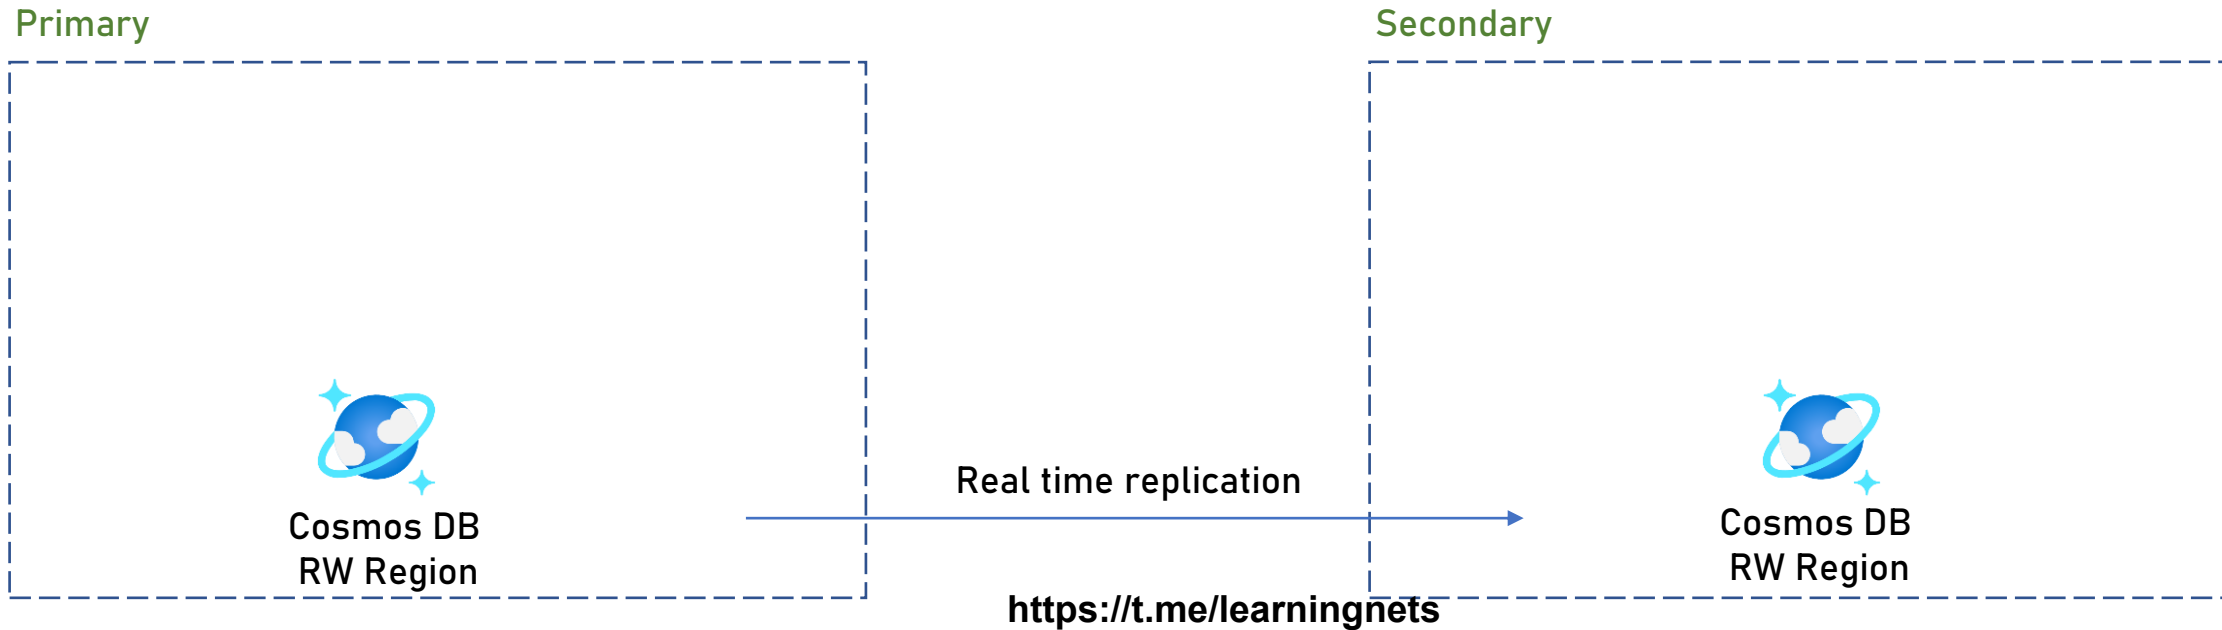 Primary
Secondary
Real time replication
Cosmos DB
RW Region
Cosmos DB
RW Region
https://t.me/learningnets